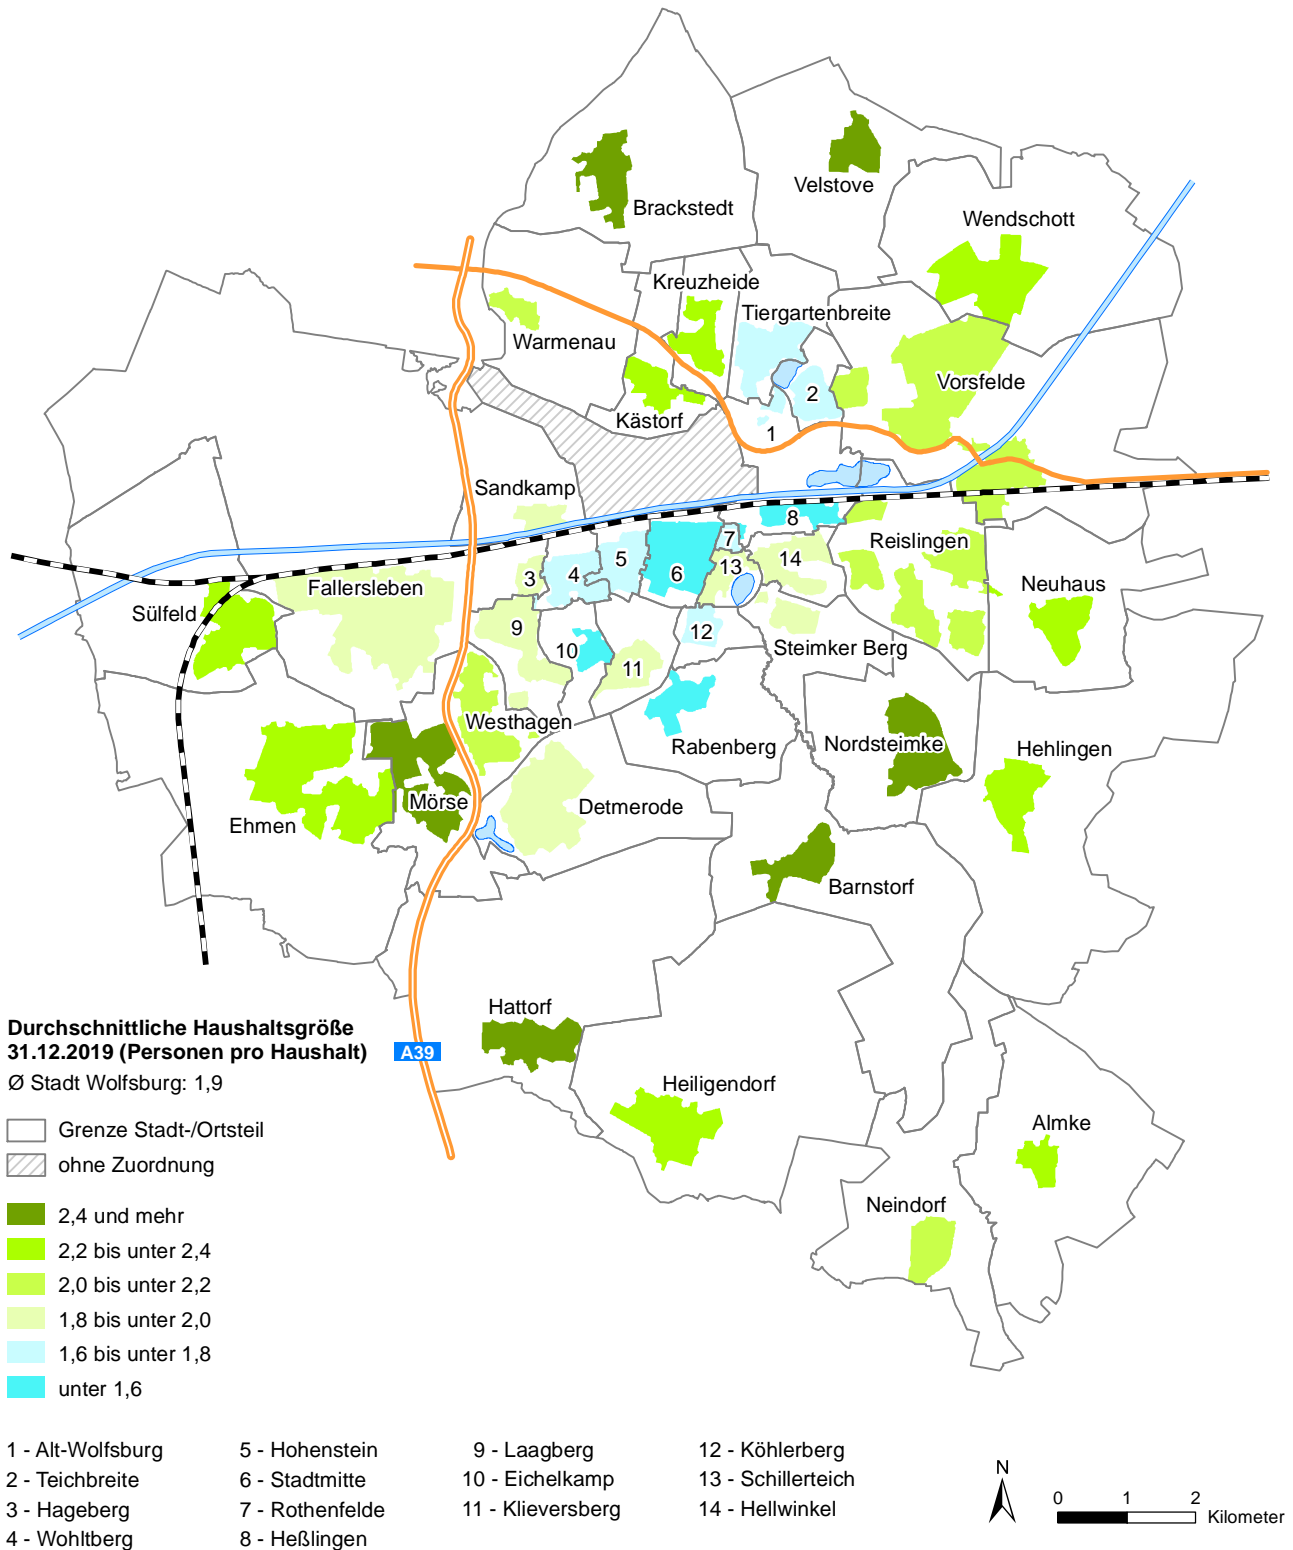 Brackstedt
Velstove
Wendschott
Kreuzheide
Tiergartenbreite
Warmenau
Vorsfelde
Kästorf
2
1
Sandkamp
8
7
Reislingen
5
14
13
4
6
3
Fallersleben
Neuhaus
Sülfeld
9
12
10
Steimker Berg
11
Westhagen
Rabenberg
Nordsteimke
Hehlingen
Mörse
Detmerode
Ehmen
Barnstorf
Hattorf
Durchschnittliche Haushaltsgröße
31.12.2019 (Personen pro Haushalt)
A39
Ø Stadt Wolfsburg: 1,9
Heiligendorf
Almke
Grenze Stadt-/Ortsteil
ohne Zuordnung
Neindorf
2,4 und mehr
2,2 bis unter 2,4
2,0 bis unter 2,2
1,8 bis unter 2,0
1,6 bis unter 1,8
unter 1,6
1 - Alt-Wolfsburg
2 - Teichbreite
3 - Hageberg
4 - Wohltberg
5 - Hohenstein
6 - Stadtmitte
7 - Rothenfelde
8 - Heßlingen
9 - Laagberg
10 - Eichelkamp
11 - Klieversberg
12 - Köhlerberg
13 - Schillerteich
14 - Hellwinkel
N
0 1 2
Kilometer